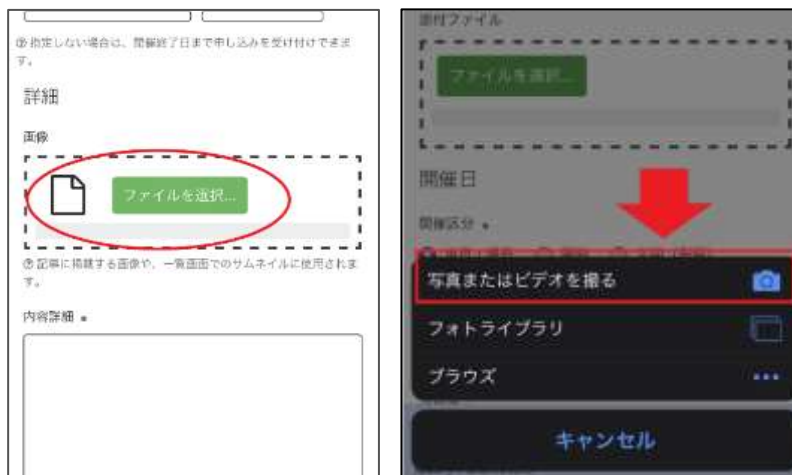 指定しない場合は、開催終了日まで申し込みを受け付けできま
す。
詳細
画像
ファイルを選択...
記事に掲載する画像や、一覧画面でのサムネイルに使用されま
す。
内容詳細
添付ファイル
ファイルを選択...
開催日
開催区分
写真またはビデオを撮る
フォトライブラリ
ブラウズ
キャンセル